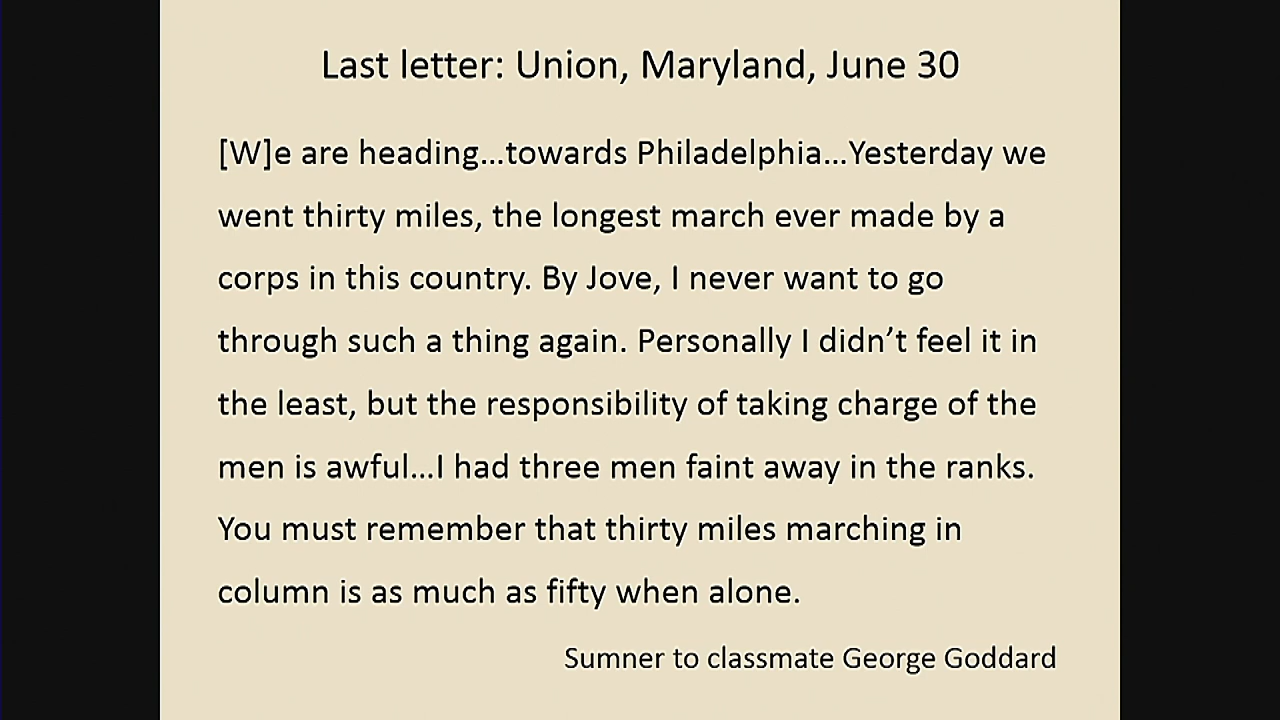 Last letter: Union, Maryland, June 30
[W]e are heading…towards Philadelphia…Yesterday we
went thirty miles, the longest march ever made by a
corps in this country. By Jove, I never want to go
through such a thing again. Personally I didn’t feel it in
the least, but the responsibility of taking charge of the
men is awful…I had three men faint away in the ranks.
You must remember that thirty miles marching in
column is as much as fifty when alone.
Sumner to classmate George Goddard